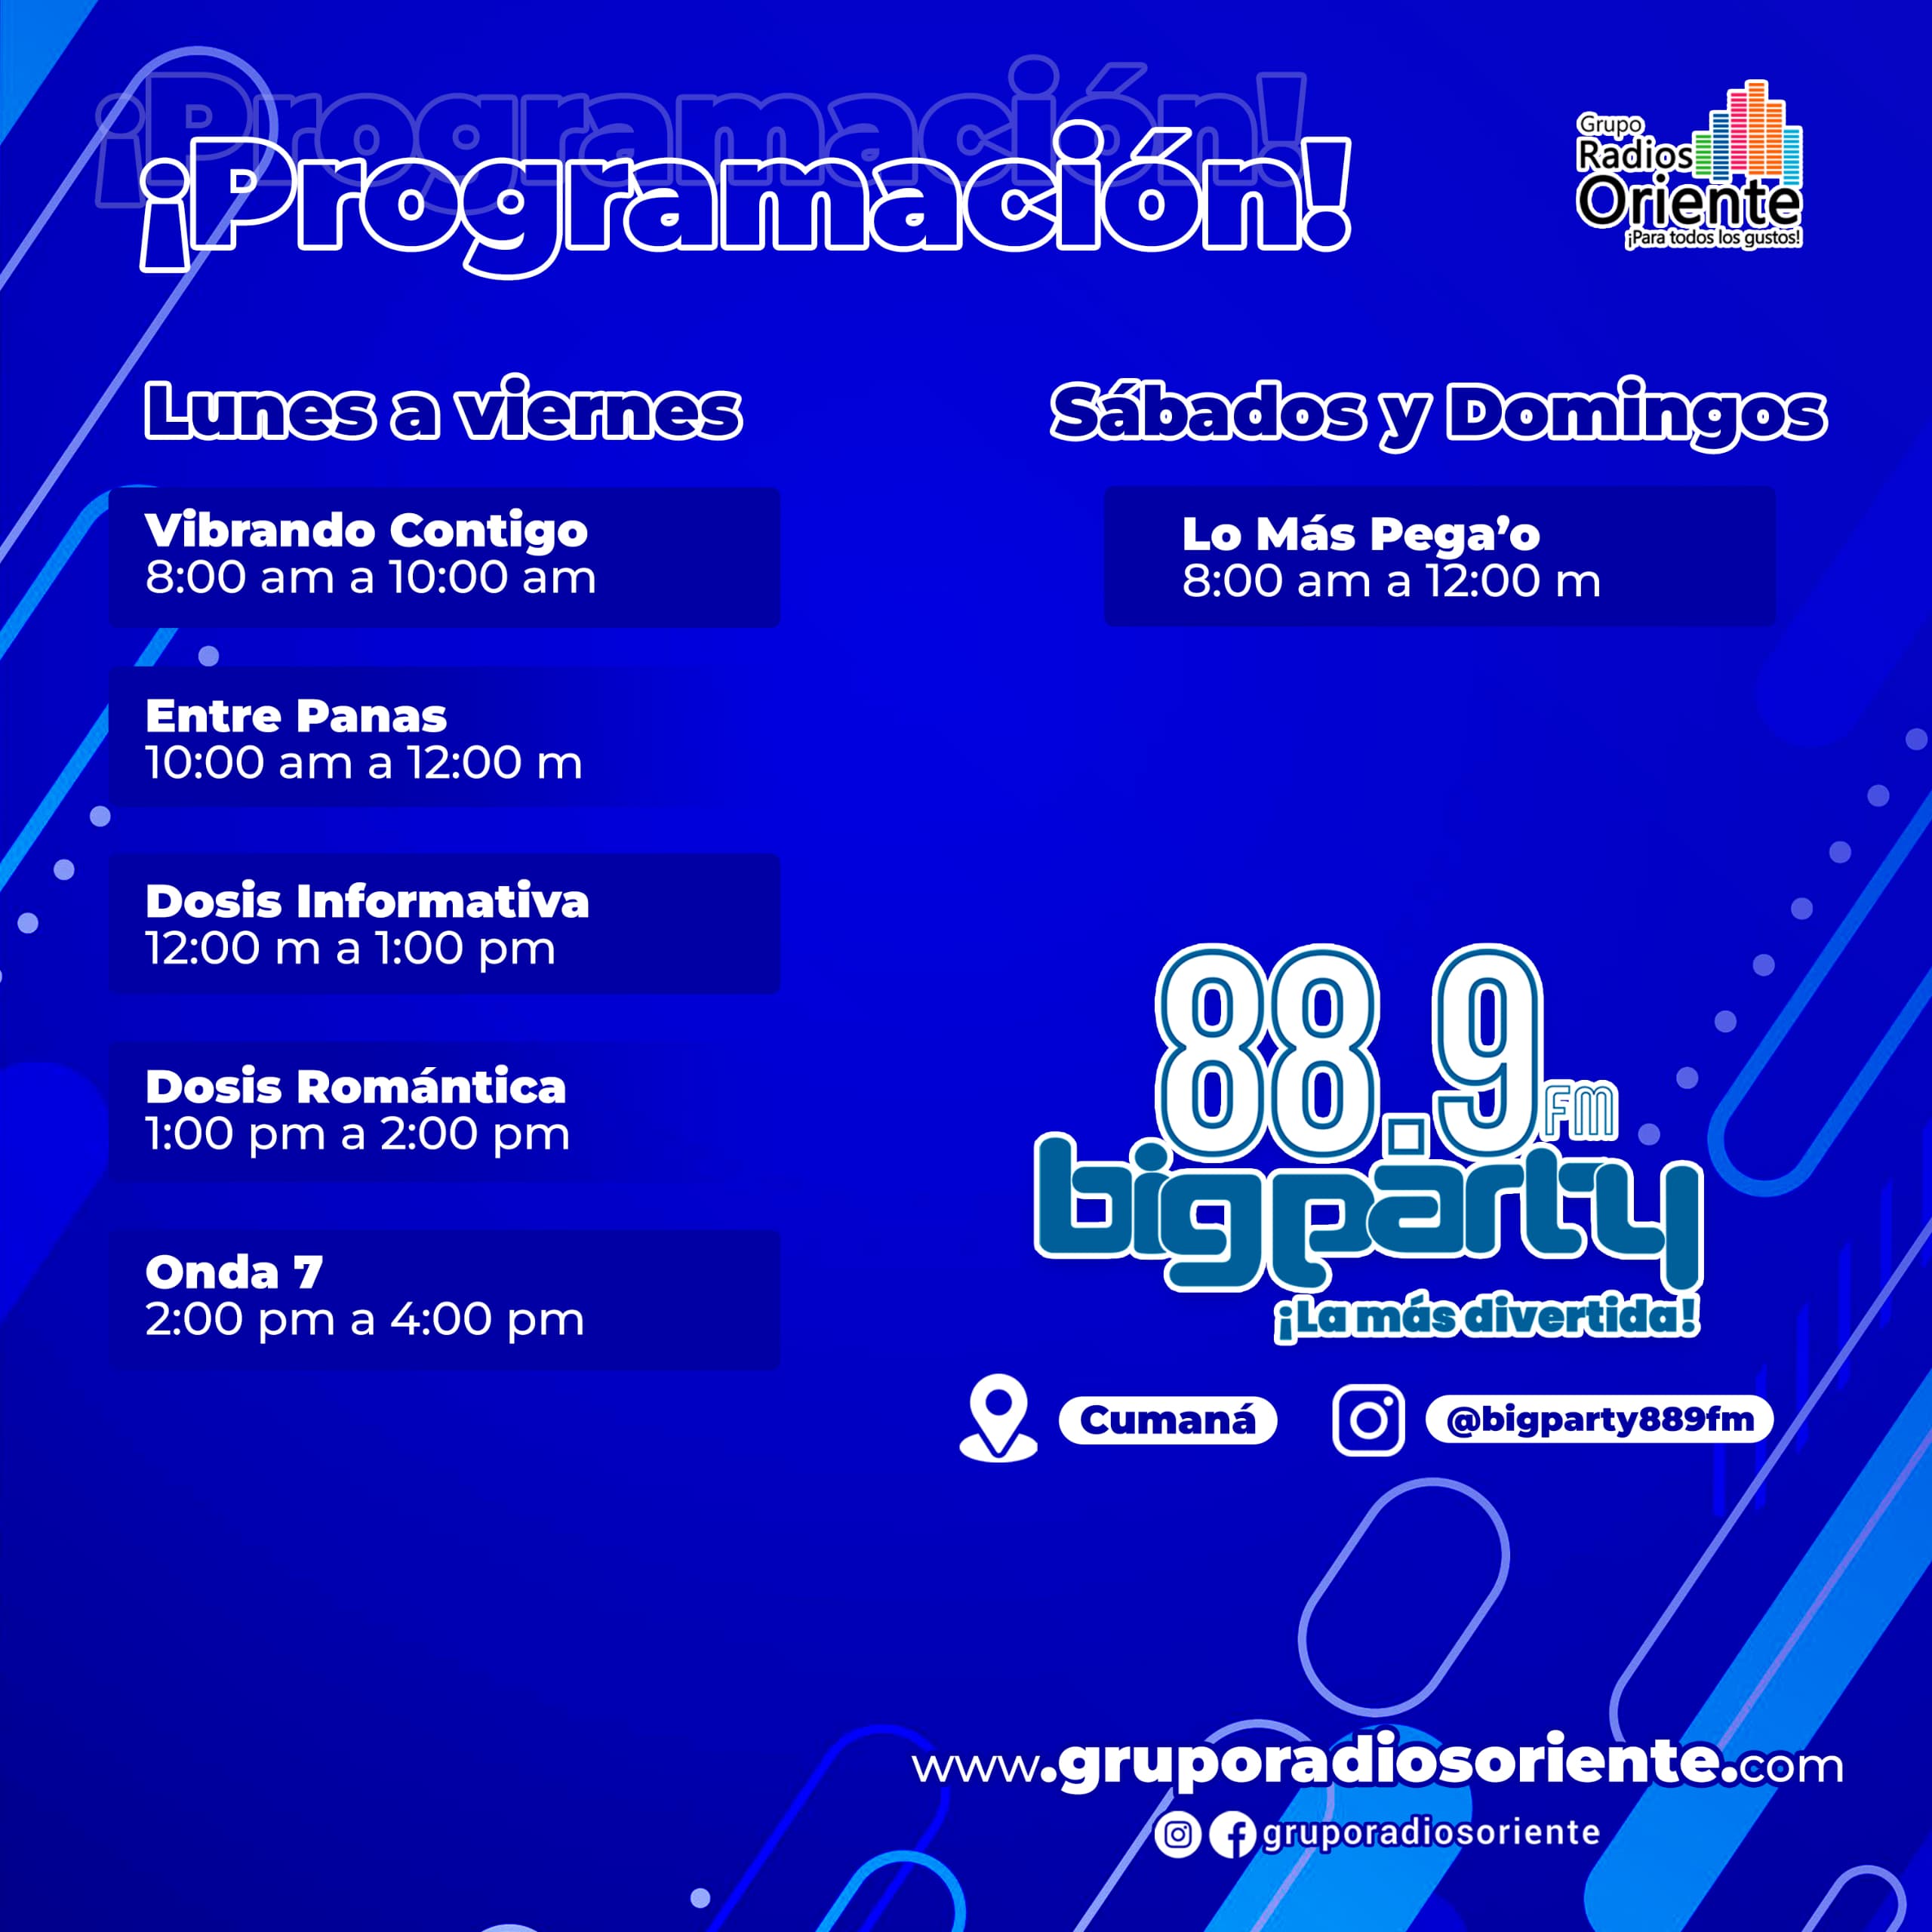 ¡Programación!
¡Programación!
Grupo
Radios
Oriente
¡Para todos los gustos!
Lunes a viernes
Vibrando Contigo
8:00 am a 10:00 am
Entre Panas
10:00 am a 12:00 m
Dosis Informativa
12:00 m a 1:00 pm
Dosis Romántica
1:00 pm a 2:00 pm
Onda 7
2:00 pm a 4:00 pm
Sábados y Domingos
Lo Más Pega’o
8:00 am a 12:00 m
88.9 FM
bigparty
¡La más divertida!
Cumaná
@bigparty889fm
www.gruporadiosoriente.com
gruporadiosoriente